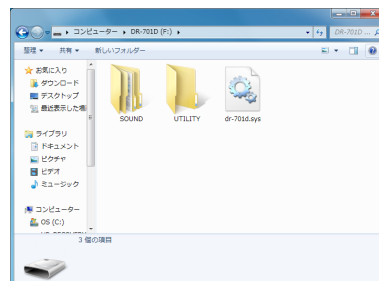 コンピューター ▸ DR-701D (F:) ▸
DR-701D ...
整理 ▾ 共有 ▾ 新しいフォルダー
お気に入り
ダウンロード
デスクトップ
最近表示した場
ライブラリ
ドキュメント
ピクチャ
ビデオ
ミュージック
コンピューター
OS (C:)
SOUND
UTILITY
dr-701d.sys
3 個の項目